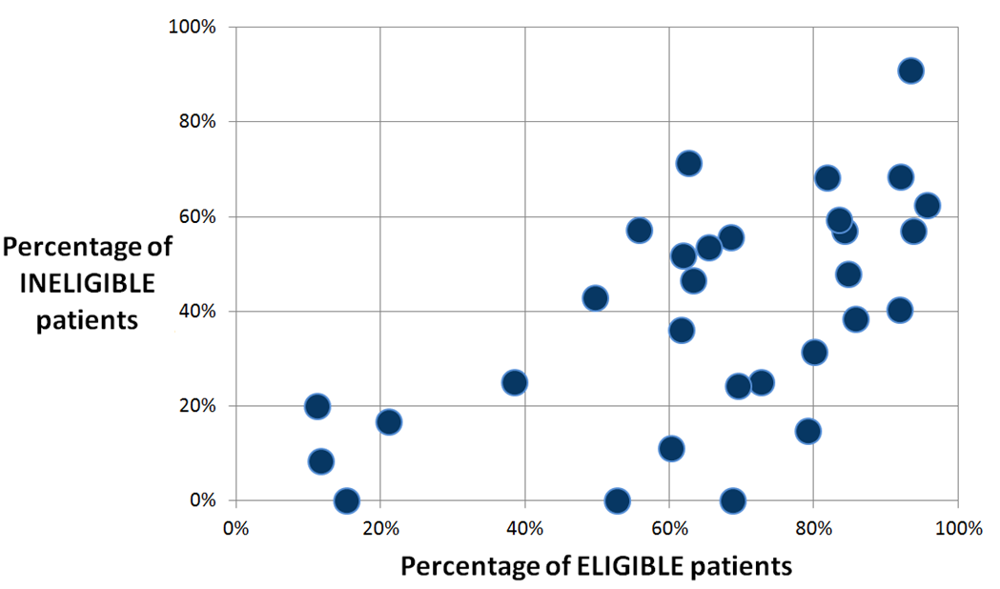 100%
80%
60%
40%
20%
0%
Percentage of
INELIGIBLE
patients
0% 20% 40% 60% 80% 100%
Percentage of ELIGIBLE patients